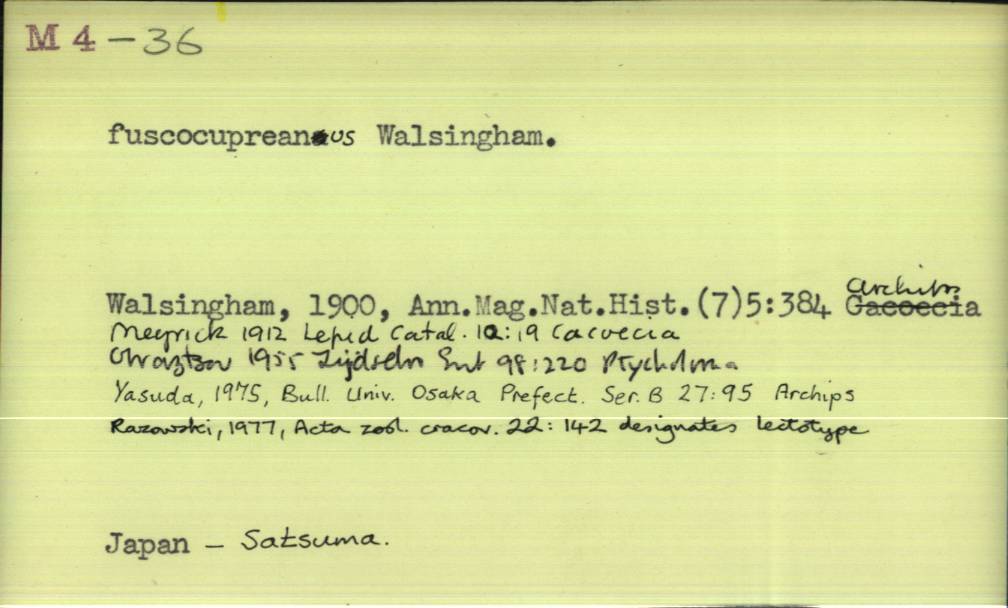 M 4 - 36
fuscocupreanus Walsingham.
Archips
Walsingham, 1900, Ann.Mag.Nat.Hist.(7)5:384 Cacoecia
Meyrick 1912 Lepid Catal. 10:19 Cacoecia
Obraztsov 1955 Tijdschr Ent 98:220 Ptycholoma
Yasuda, 1975, Bull. Univ. Osaka Prefect. Ser. B 27:95 Archips
Razowski, 1977, Acta zool. cracov. 22: 142 designates lectotype
Japan - Satsuma.